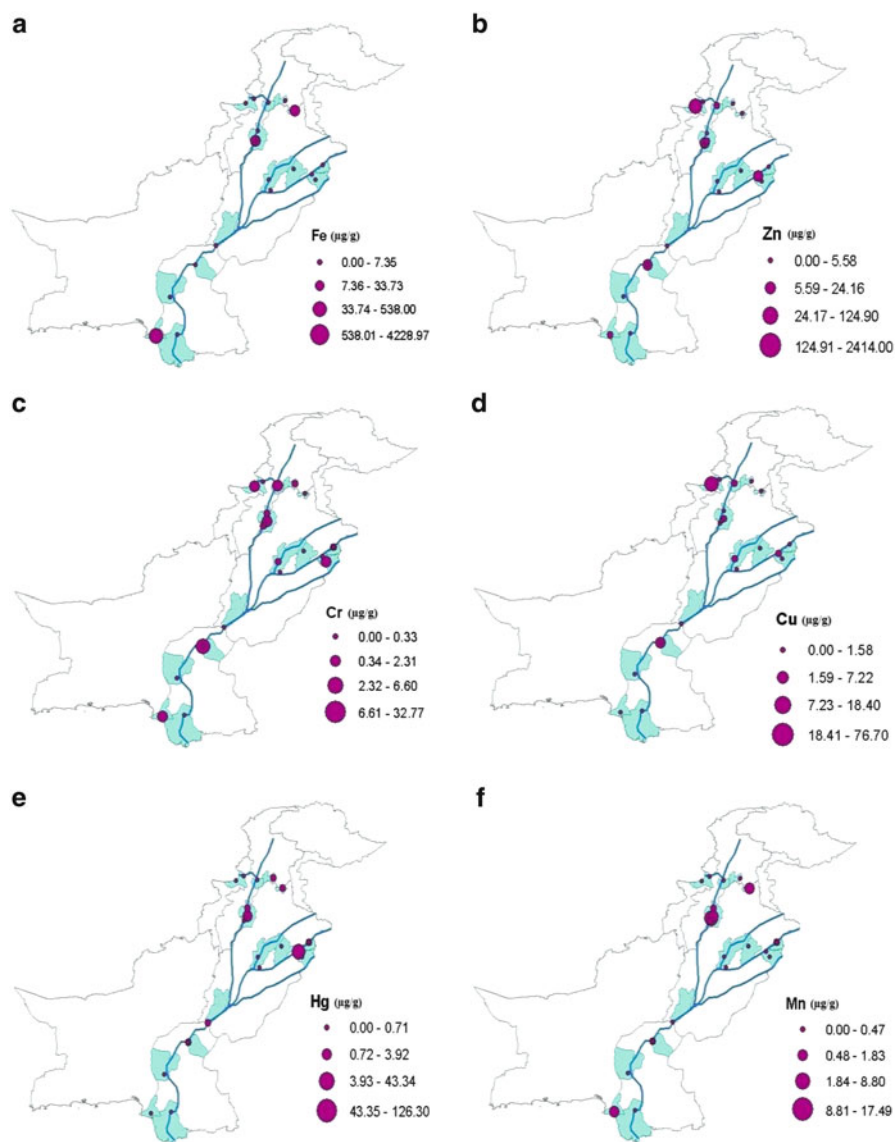 a
b
Fe (µg/g)
0.00 - 7.35
7.36 - 33.73
33.74 - 538.00
538.01 - 4228.97
Zn (µg/g)
0.00 - 5.58
5.59 - 24.16
24.17 - 124.90
124.91 - 2414.00
c
d
Cr (µg/g)
0.00 - 0.33
0.34 - 2.31
2.32 - 6.60
6.61 - 32.77
Cu (µg/g)
0.00 - 1.58
1.59 - 7.22
7.23 - 18.40
18.41 - 76.70
e
f
Hg (µg/g)
0.00 - 0.71
0.72 - 3.92
3.93 - 43.34
43.35 - 126.30
Mn (µg/g)
0.00 - 0.47
0.48 - 1.83
1.84 - 8.80
8.81 - 17.49